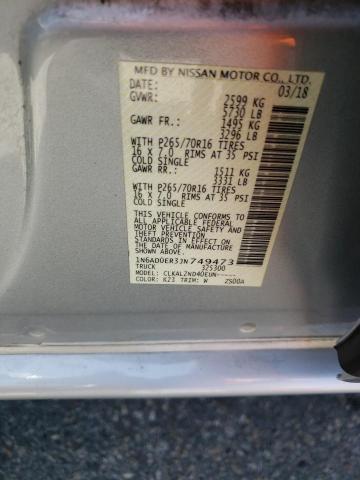 MFD BY NISSAN MOTOR CO., LTD.
DATE: 03/18
GVWR: 2599 KG
5730 LB
GAWR FR.: 1495 KG
3296 LB
WITH P265/70R16 TIRES
16 X 7.0 RIMS AT 35 PSI
COLD SINGLE
GAWR RR.: 1511 KG
3331 LB
WITH P265/70R16 TIRES
16 X 7.0 RIMS AT 35 PSI
COLD SINGLE
THIS VEHICLE CONFORMS TO
ALL APPLICABLE FEDERAL
MOTOR VEHICLE SAFETY AND
THEFT PREVENTION
STANDARDS IN EFFECT ON
THE DATE OF MANUFACTURE
SHOWN ABOVE.
1N6AD0ER3JN749473
TRUCK 325300
MODEL: CLKALZND40EUN-----
COLOR: K23 TRIM: W ZS00A